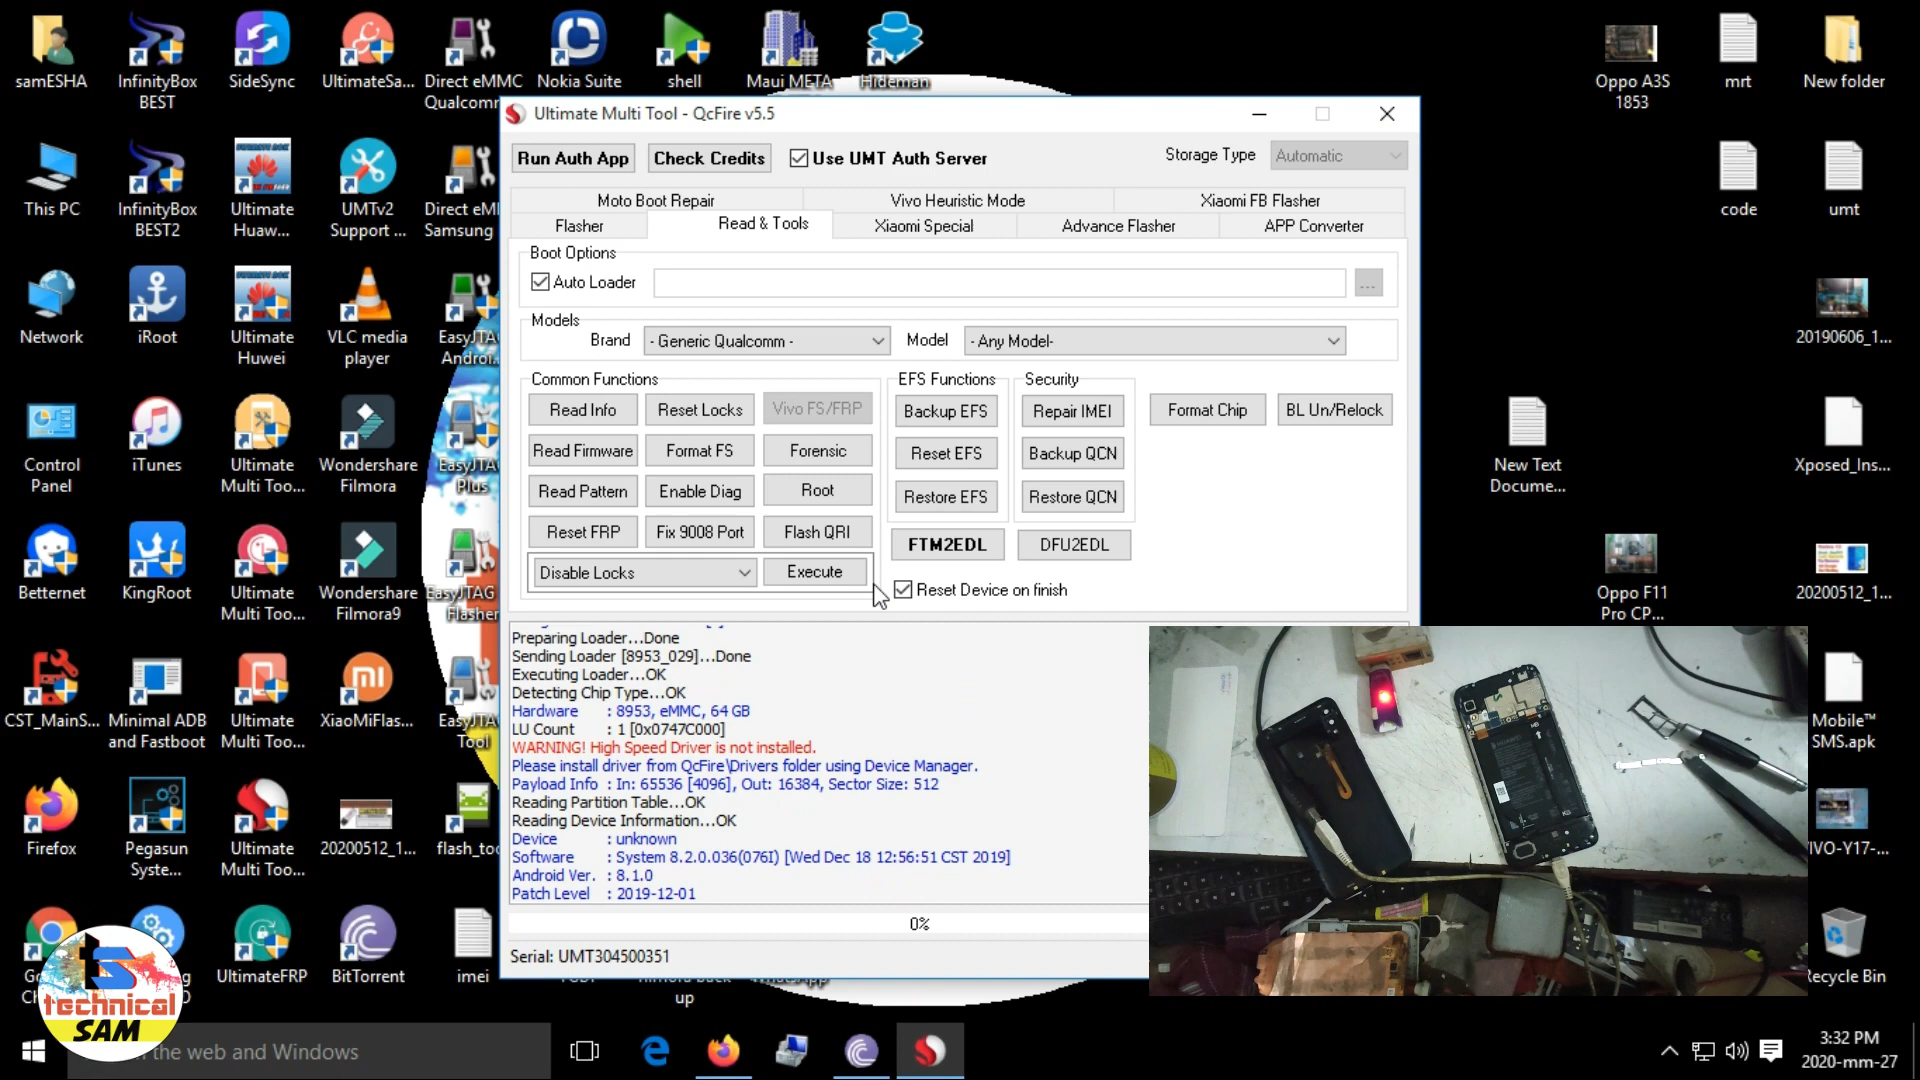 samESHA
InfinityBox
BEST
SideSync
UltimateSa...
Direct eMMC
Qualcomm
Nokia Suite
shell
Maui META
Hideman
Oppo A3S
1853
mrt
New folder
Ultimate Multi Tool - QcFire v5.5
Run Auth App
Check Credits
Use UMT Auth Server
Storage Type
Automatic
Moto Boot Repair
Vivo Heuristic Mode
Xiaomi FB Flasher
Flasher
Read & Tools
Xiaomi Special
Advance Flasher
APP Converter
Boot Options
Auto Loader
...
Models
Brand
- Generic Qualcomm -
Model
- Any Model-
Common Functions
EFS Functions
Security
Read Info
Reset Locks
Vivo FS/FRP
Backup EFS
Repair IMEI
Format Chip
BL Un/Relock
Read Firmware
Format FS
Forensic
Reset EFS
Backup QCN
Read Pattern
Enable Diag
Root
Restore EFS
Restore QCN
Reset FRP
Fix 9008 Port
Flash QRI
FTM2EDL
DFU2EDL
Disable Locks
Execute
Reset Device on finish
Preparing Loader...Done
Sending Loader [8953_029]...Done
Executing Loader...OK
Detecting Chip Type...OK
Hardware : 8953, eMMC, 64 GB
LU Count : 1 [0x0747C000]
WARNING! High Speed Driver is not installed.
Please install driver from QcFire\Drivers folder using Device Manager.
Payload Info : In: 65536 [4096], Out: 16384, Sector Size: 512
Reading Partition Table...OK
Reading Device Information...OK
Device : unknown
Software : System 8.2.0.036(076I) [Wed Dec 18 12:56:51 CST 2019]
Android Ver. : 8.1.0
Patch Level : 2019-12-01
0%
Serial: UMT304500351
This PC
InfinityBox
BEST2
Ultimate
Huaw...
UMTv2
Support ...
Direct eM
Samsung
code
umt
Network
iRoot
Ultimate
Huwei
VLC media
player
EasyJTA
Androi..
20190606_1...
Control
Panel
iTunes
Ultimate
Multi Too...
Wondershare
Filmora
EasyJTA
Plus
New Text
Docume...
Xposed_Ins...
Betternet
KingRoot
Ultimate
Multi Too...
Wondershare
Filmora9
EasyJTAG
Flasher
Oppo F11
Pro CP...
20200512_1...
CST_MainS...
Minimal ADB
and Fastboot
Ultimate
Multi Too...
XiaoMiFlas...
EasyJTA
Tool
Mobile™
SMS.apk
Firefox
Pegasun
Syste...
Ultimate
Multi Too...
20200512_1...
flash_too
VIVO-Y17-...
UltimateFRP
BitTorrent
imei
up
Recycle Bin
ts
technical
SAM
the web and Windows
3:32 PM
2020-mm-27